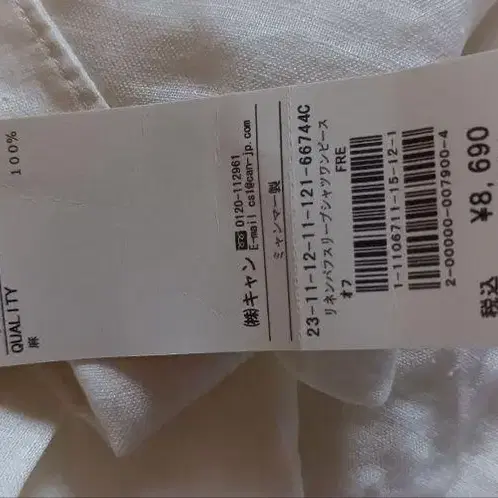 QUALITY
麻 100%
(株)キャン 0120-112961
E-mail cs1@can-jp.com
ミャンマー製
23-11-12-11-121-66744C
リネンパフスリーブシャツワンピース
オフ FRE
1-1106711-15-12-1
2-00000-007900-4
税込 ¥8,690